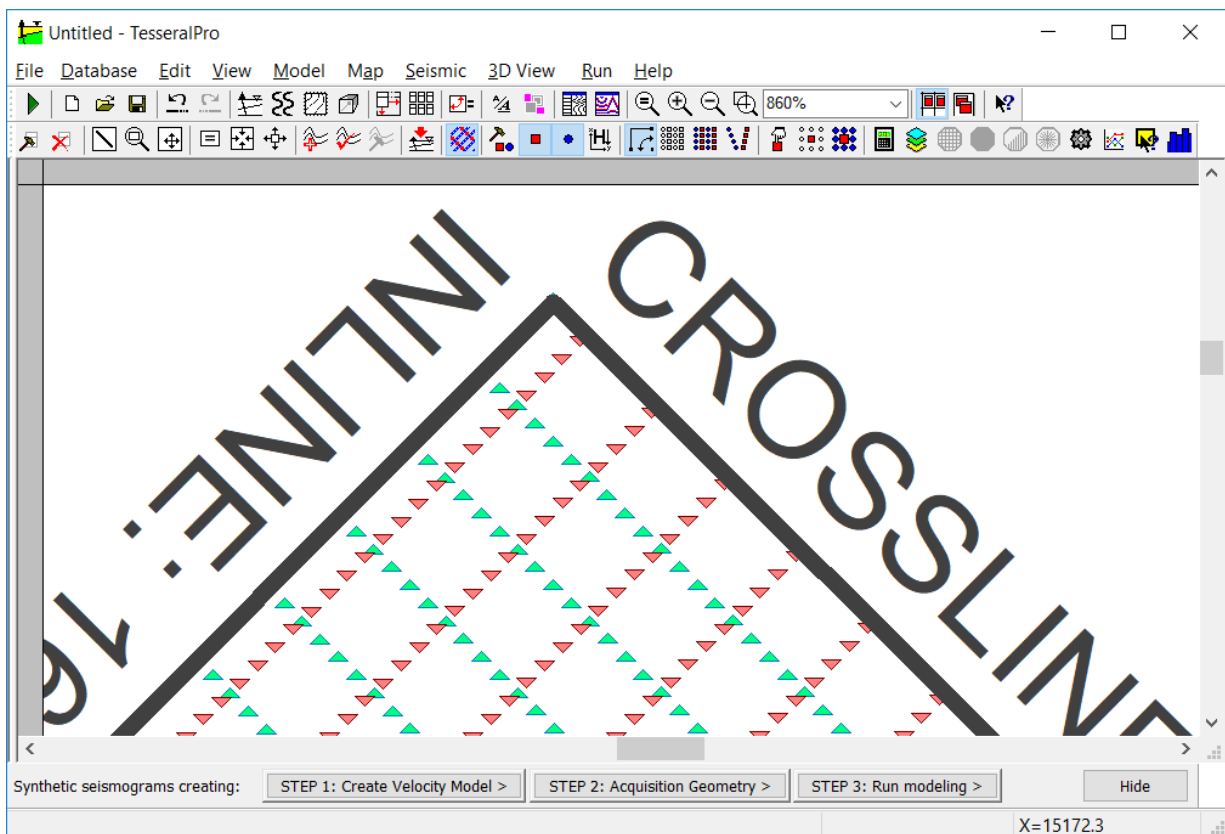 Untitled - TesseralPro
File Database Edit View Model Map Seismic 3D View Run Help
860%
INLINE: 16
CROSSLINE
Synthetic seismograms creating: STEP 1: Create Velocity Model > STEP 2: Acquisition Geometry > STEP 3: Run modeling > Hide
X=15172.3